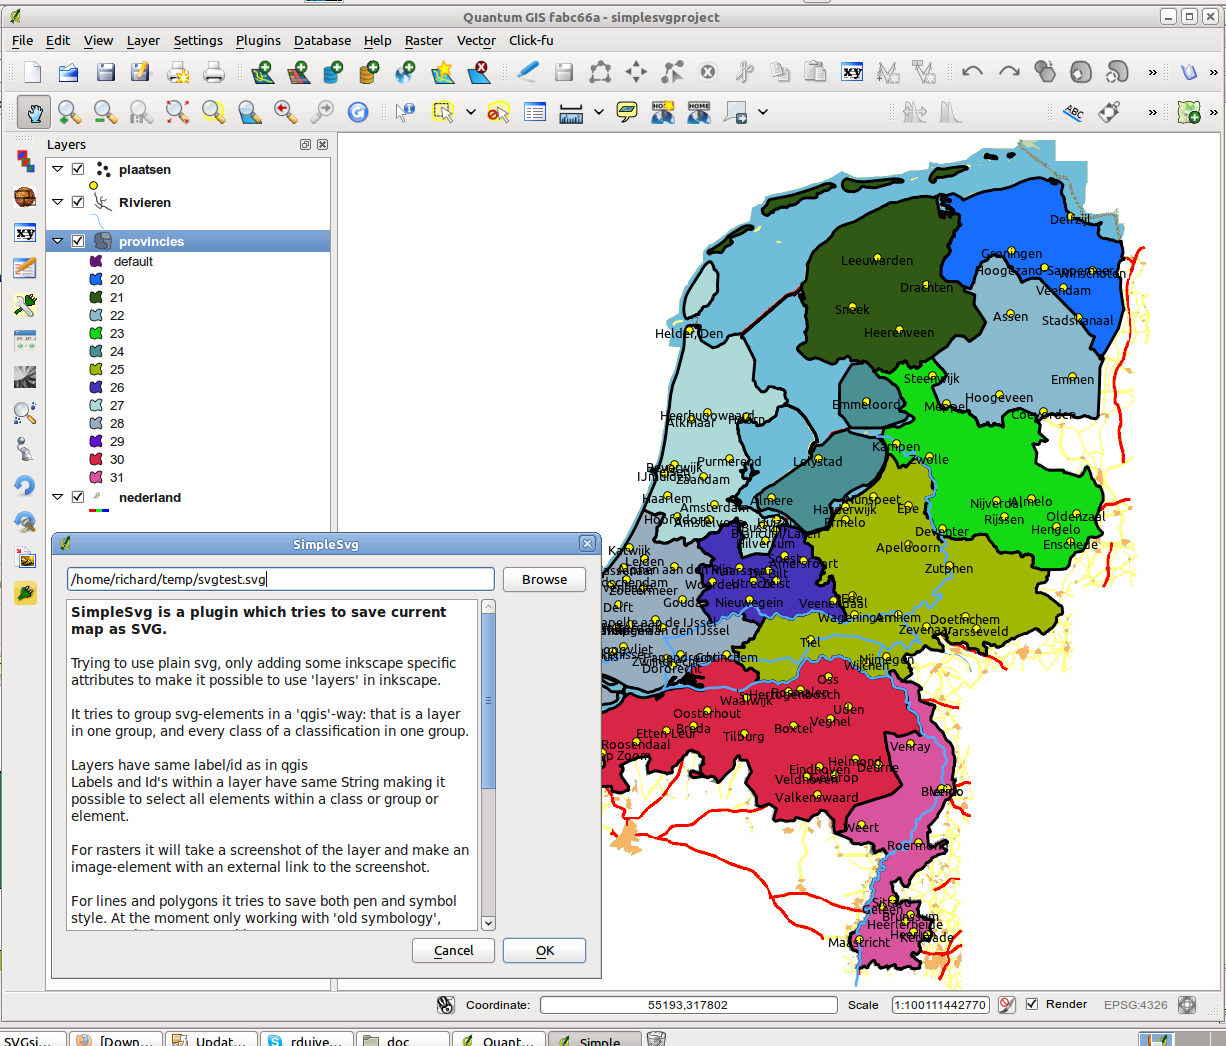 Quantum GIS fabc66a - simplesvgproject
File Edit View Layer Settings Plugins Database Help Raster Vector Click-fu
Layers
plaatsen
Rivieren
provincies
default
20
21
22
23
24
25
26
27
28
29
30
31
nederland
SimpleSvg
/home/richard/temp/svgtest.svg
Browse
SimpleSvg is a plugin which tries to save current
map as SVG.
Trying to use plain svg, only adding some inkscape specific
attributes to make it possible to use 'layers' in inkscape.
It tries to group svg-elements in a 'qgis'-way: that is a layer
in one group, and every class of a classification in one group.
Layers have same label/id as in qgis
Labels and Id's within a layer have same String making it
possible to select all elements within a class or group or
element.
For rasters it will take a screenshot of the layer and make an
image-element with an external link to the screenshot.
For lines and polygons it tries to save both pen and symbol
style. At the moment only working with 'old symbology',
Cancel
OK
Delfzijl
Groningen
Leeuwarden
Hoogezand-Sappemeer
Winschoten
Drachten
Veendam
Sneek
Assen
Stadskanaal
Helder, Den
Heerenveen
Steenwijk
Emmen
Hoogeveen
Emmeloord
Meppel
Coevorden
Heerhugowaard
Hoorn
Alkmaar
Kampen
Zwolle
Purmerend
Lelystad
Beverwijk
IJmuiden
Zaandam
Haarlem
Almere
Nunspeet
Epe
Nijverdal
Almelo
Amsterdam
Harderwijk
Ermelo
Rijssen
Oldenzaal
Hengelo
Deventer
Enschede
Hilversum
Apeldoorn
Katwijk
Leiden
Amersfoort
Zutphen
Zoetermeer
Woerden
Utrecht
Zeist
Delft
Gouda
Nieuwegein
Veenendaal
Ede
Wageningen
Arnhem
Doetinchem
Zevenaar
Varsseveld
Tiel
Nijmegen
Wijchen
Dordrecht
Oss
Waalwijk
Oosterhout
Uden
Veghel
Etten Leur
Breda
Tilburg
Boxtel
Roosendaal
Venray
Helmond
Deurne
Eindhoven
Veldhoven
Geldrop
Valkenswaard
Weert
Roermond
Sittard
Geleen
Brunssum
Heerlerheide
Heerlen
Kerkrade
Maastricht
Coordinate: 55193,317802 Scale 1:100111442770 Render EPSG:4326
SVGsi... [Down... Updat... rduive... doc Quant... Simple...